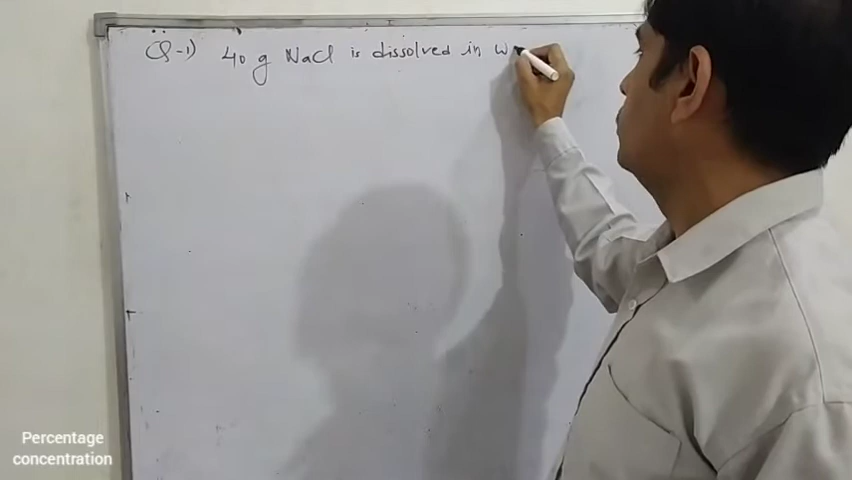 Q-1) 40 g NaCl is dissolved in w
Percentage
concentration